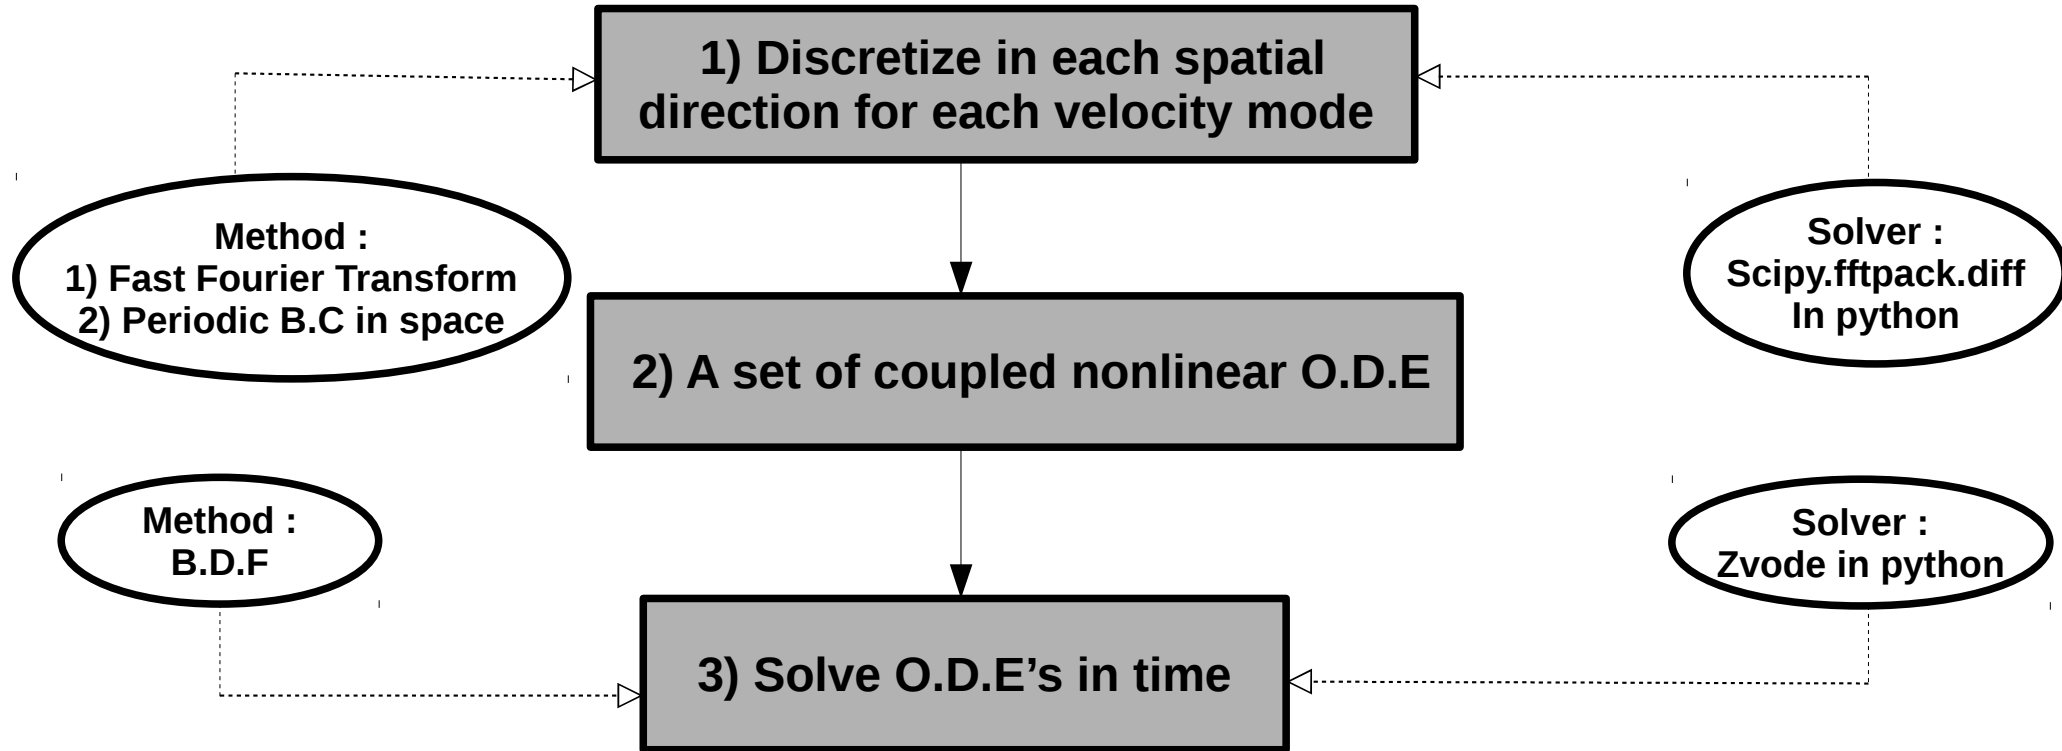 1) Discretize in each spatial
direction for each velocity mode
Method :
1) Fast Fourier Transform
2) Periodic B.C in space
Solver :
Scipy.fftpack.diff
In python
2) A set of coupled nonlinear O.D.E
Method :
B.D.F
Solver :
Zvode in python
3) Solve O.D.E’s in time